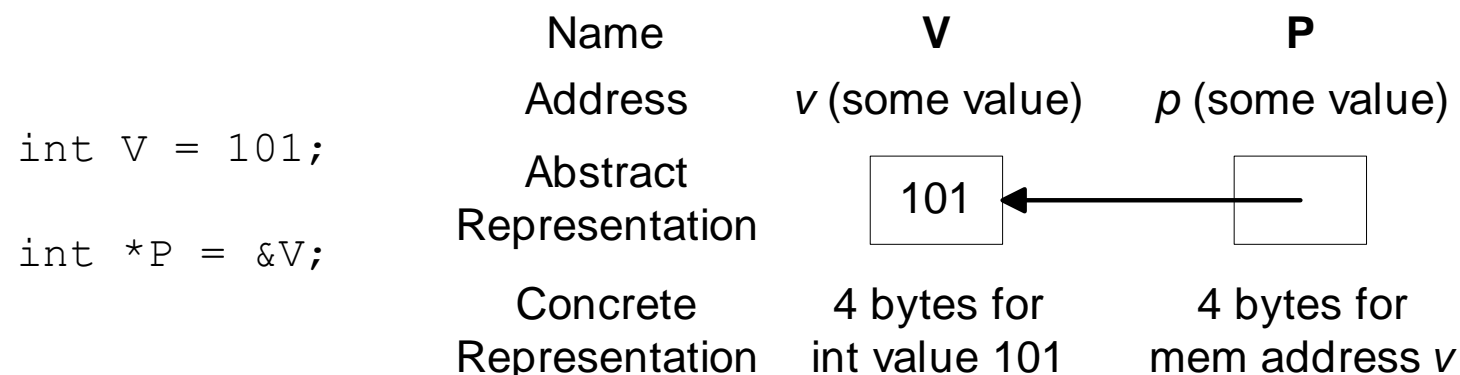 int V = 101;
int *P = &V;
Name V P
Address v (some value) p (some value)
Abstract
Representation
101
Concrete 4 bytes for 4 bytes for
Representation int value 101 mem address v